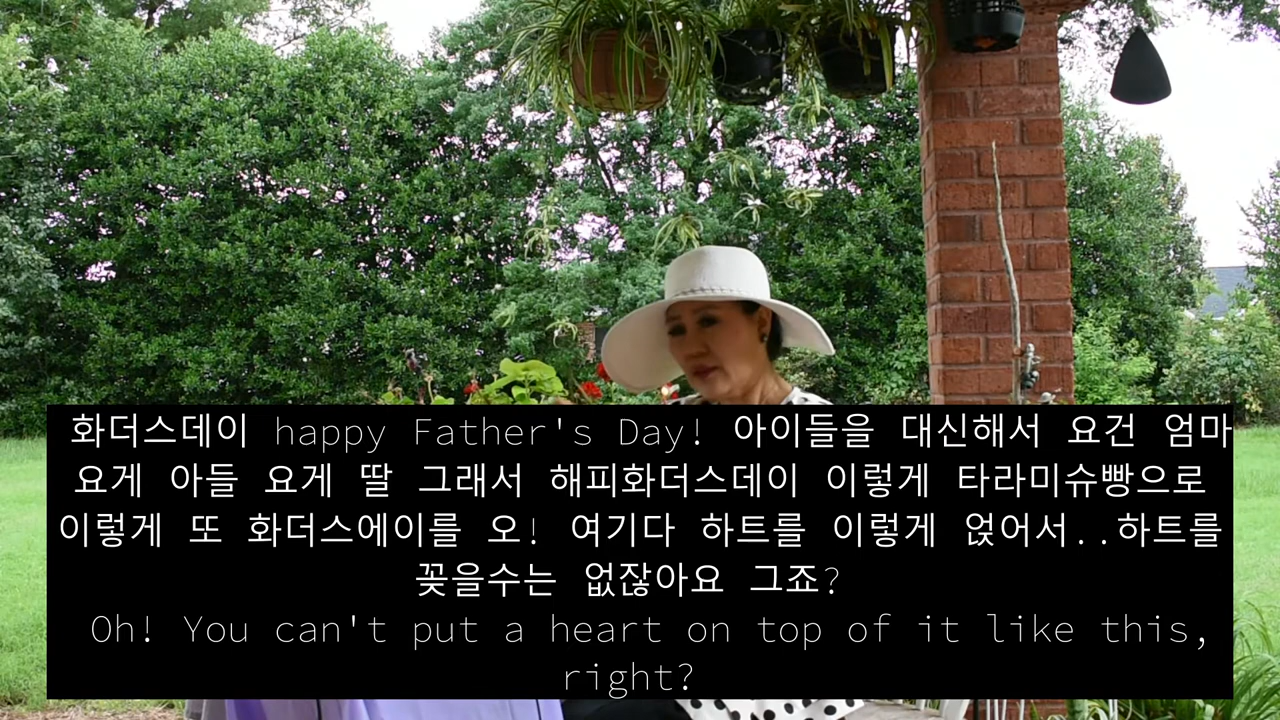 화더스데이 happy Father's Day! 아이들을 대신해서 요건 엄마
요게 아들 요게 딸 그래서 해피화더스데이 이렇게 타라미슈빵으로
이렇게 또 화더스에이를 오! 여기다 하트를 이렇게 얹어서..하트를
꽂을수는 없잖아요 그죠?
Oh! You can't put a heart on top of it like this,
right?